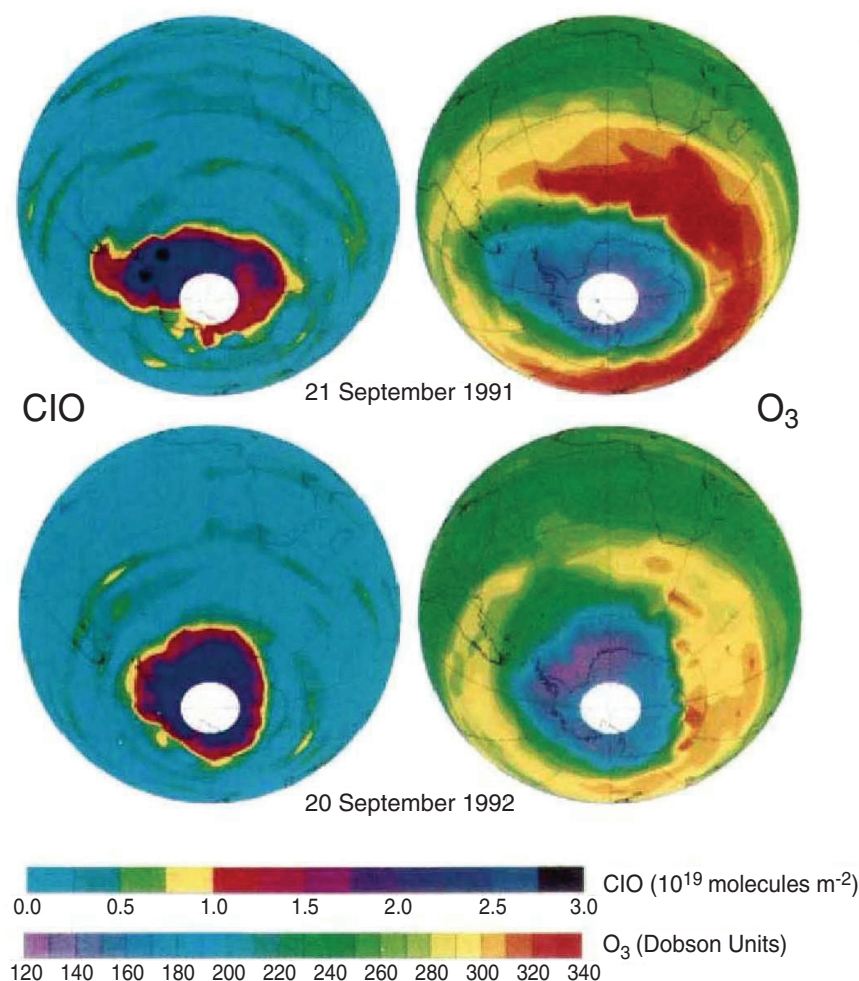 21 September 1991
ClO
O3
20 September 1992
ClO (10^19 molecules m^-2)
0.0 0.5 1.0 1.5 2.0 2.5 3.0
O3 (Dobson Units)
120 140 160 180 200 220 240 260 280 300 320 340